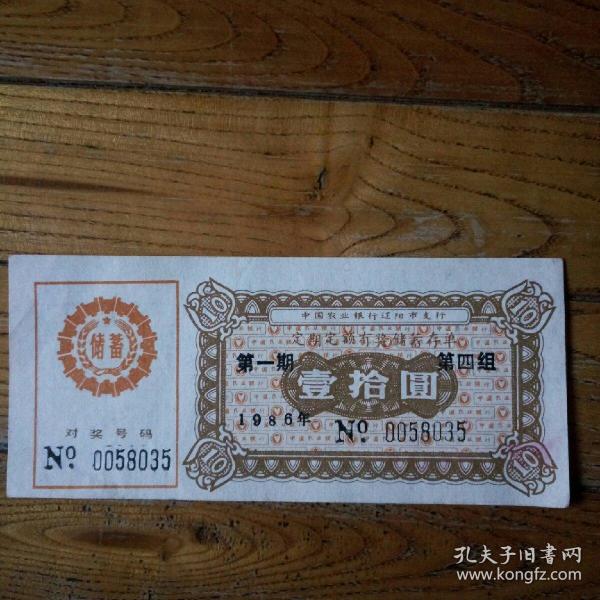 储蓄
对奖号码
No. 0058035
中国农业银行辽阳市支行
定期定额有奖储蓄存单
第一期 第四组
壹拾圆
1986年
No. 0058035
10
10
10
10
孔夫子旧書网
www.kongfz.com